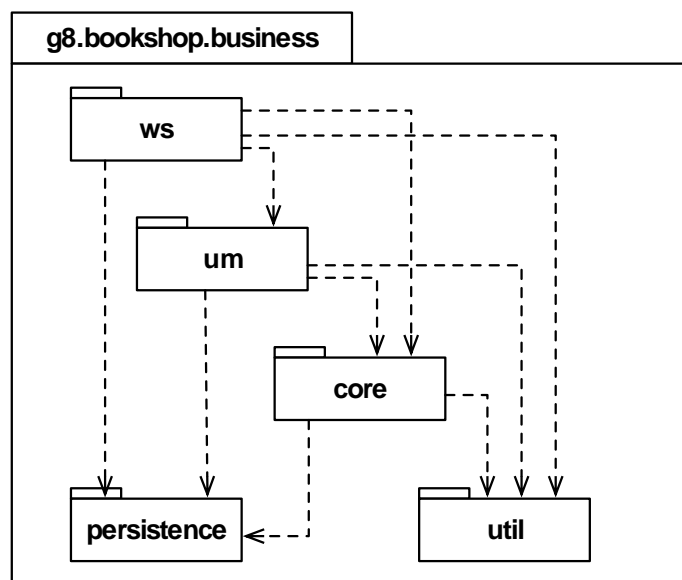 g8.bookshop.business
ws
um
core
persistence
util